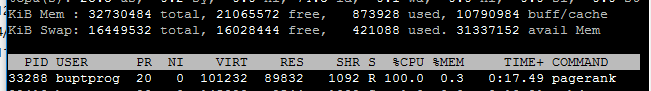 KiB Mem : 32730484 total, 21065572 free, 873928 used, 10790984 buff/cache
KiB Swap: 16449532 total, 16028444 free, 421088 used. 31337152 avail Mem
PID USER PR NI VIRT RES SHR S %CPU %MEM TIME+ COMMAND
33288 buptprog 20 0 101232 89832 1092 R 100.0 0.3 0:17.49 pagerank